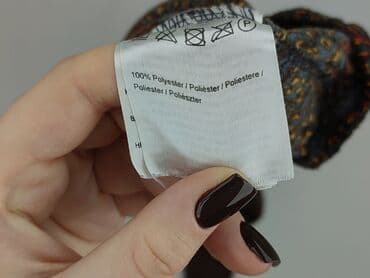 P
100% Polyester / Poliéster / Poliestere /
Poliester / Poliészter